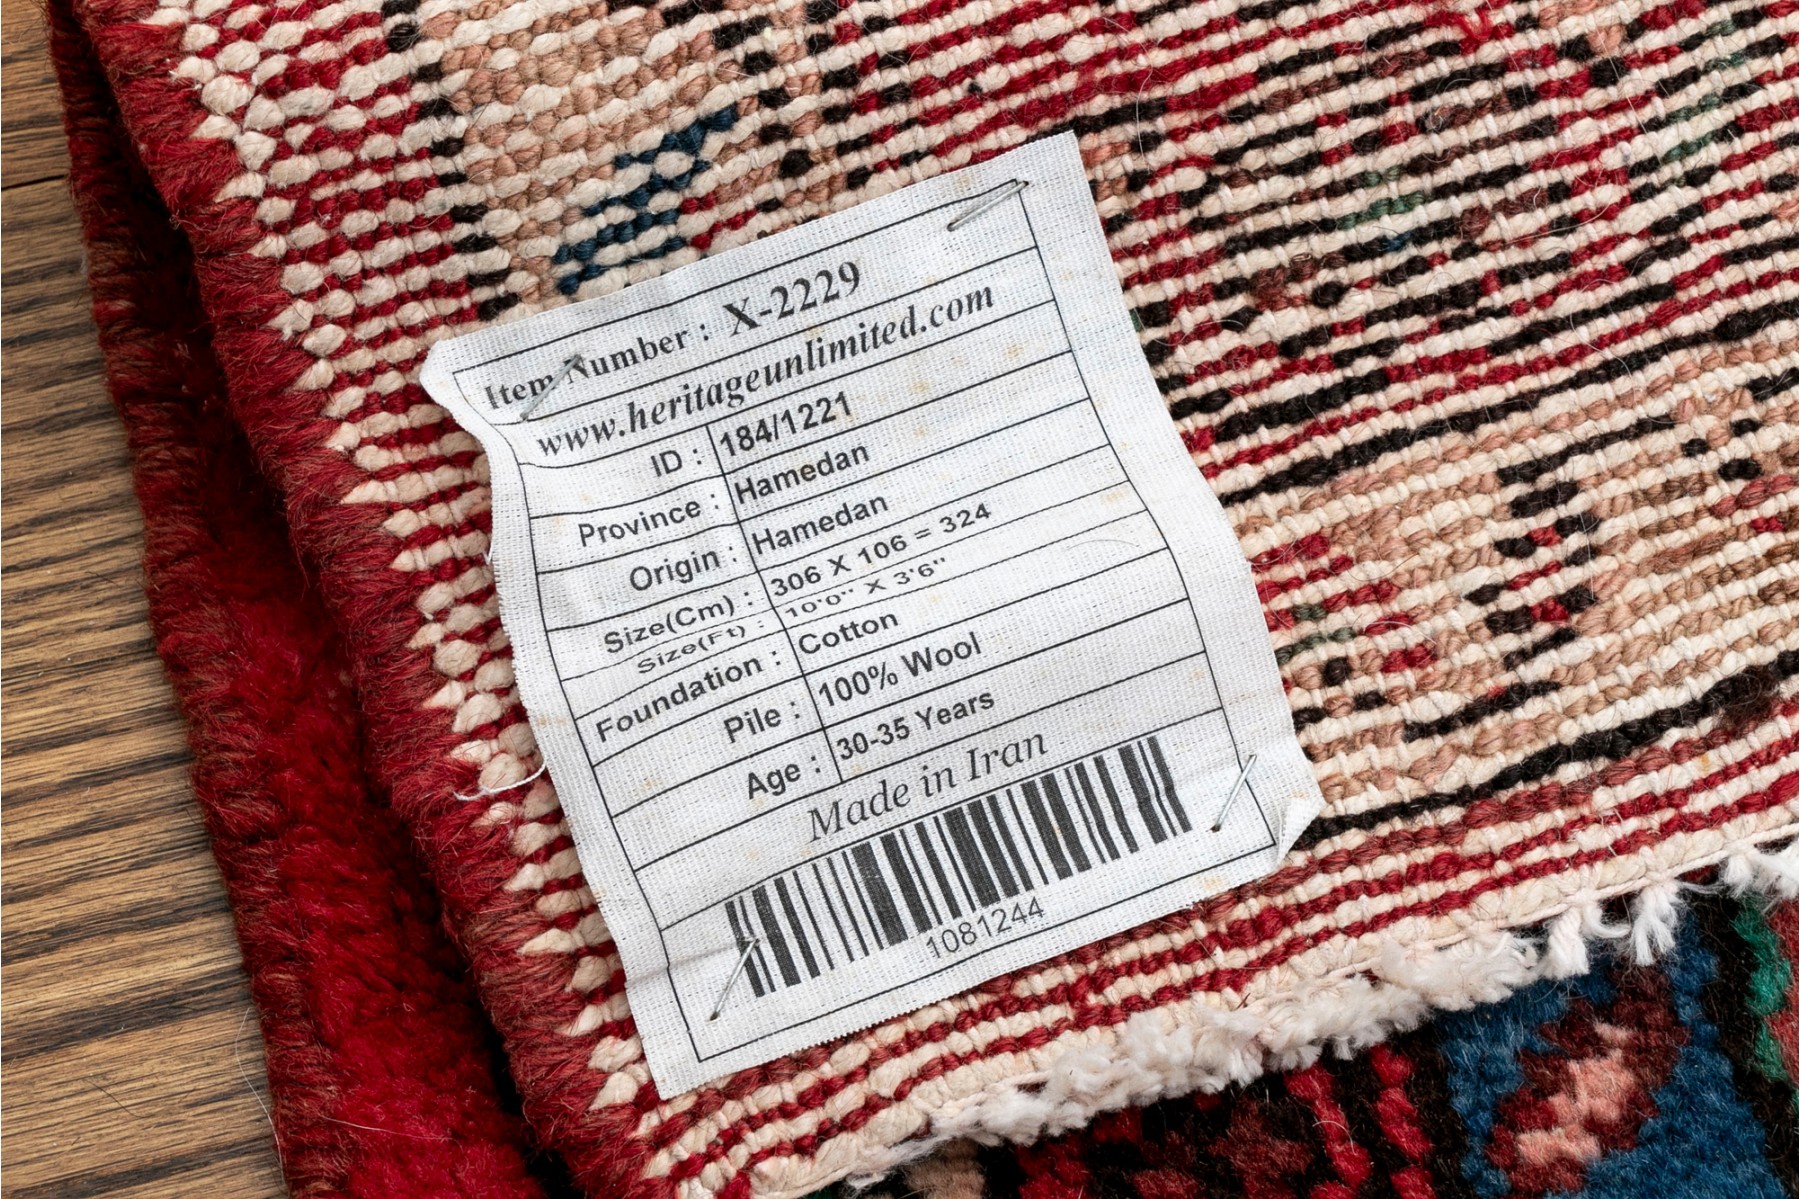 Item Number : X-2229
www.heritageunlimited.com
ID : 184/1221
Province : Hamedan
Origin : Hamedan
Size(Cm) : 306 X 106 = 324
Size(Ft) : 10'0" X 3'6"
Foundation : Cotton
Pile : 100% Wool
Age : 30-35 Years
Made in Iran
1081244